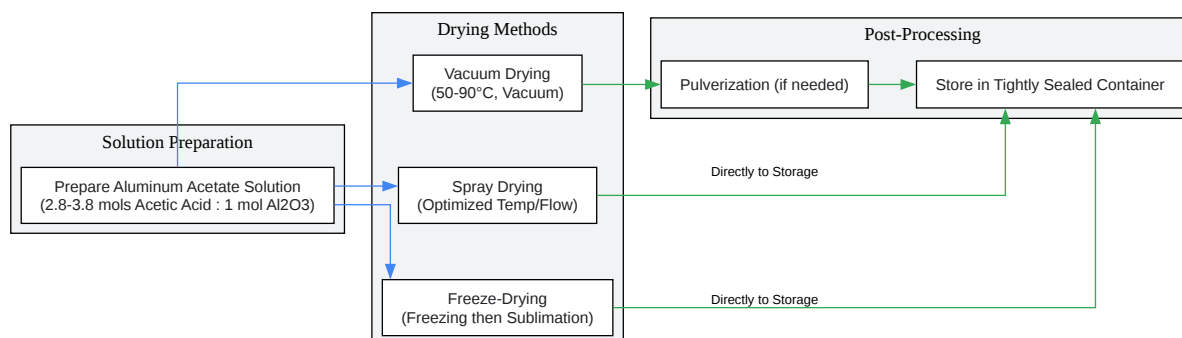 Drying Methods
Post-Processing
Vacuum Drying
(50-90°C, Vacuum)
Pulverization (if needed)
Store in Tightly Sealed Container
Solution Preparation
Prepare Aluminum Acetate Solution
(2.8-3.8 mols Acetic Acid : 1 mol Al2O3)
Spray Drying
(Optimized Temp/Flow)
Directly to Storage
Freeze-Drying
(Freezing then Sublimation)
Directly to Storage